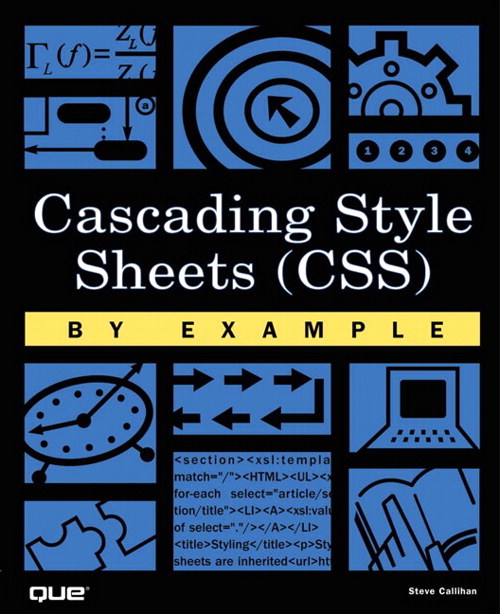 ΓL(f)=ZL(f
Z(f
a
1 2 3 4
Cascading Style
Sheets (CSS)
BY EXAMPLE
<section><xsl:templa
match="/"><HTML><UL><x
for-each select="article/se
tion/title"><LI><A><xsl:valu
of select="."/></A></LI>
<title>Styling</title><p>Sty
sheets are inherited<url>ht
que®
Steve Callihan